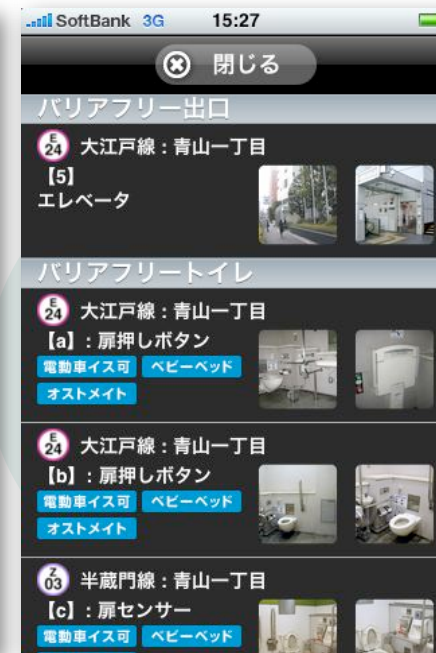 SoftBank 3G 15:27
閉じる
バリアフリー出口
E 24 大江戸線：青山一丁目
【5】
エレベータ
バリアフリートイレ
E 24 大江戸線：青山一丁目
【a】：扉押しボタン
電動車イス可 ベビーベッド
オストメイト
E 24 大江戸線：青山一丁目
【b】：扉押しボタン
電動車イス可 ベビーベッド
オストメイト
Z 03 半蔵門線：青山一丁目
【c】：扉センサー
電動車イス可 ベビーベッド